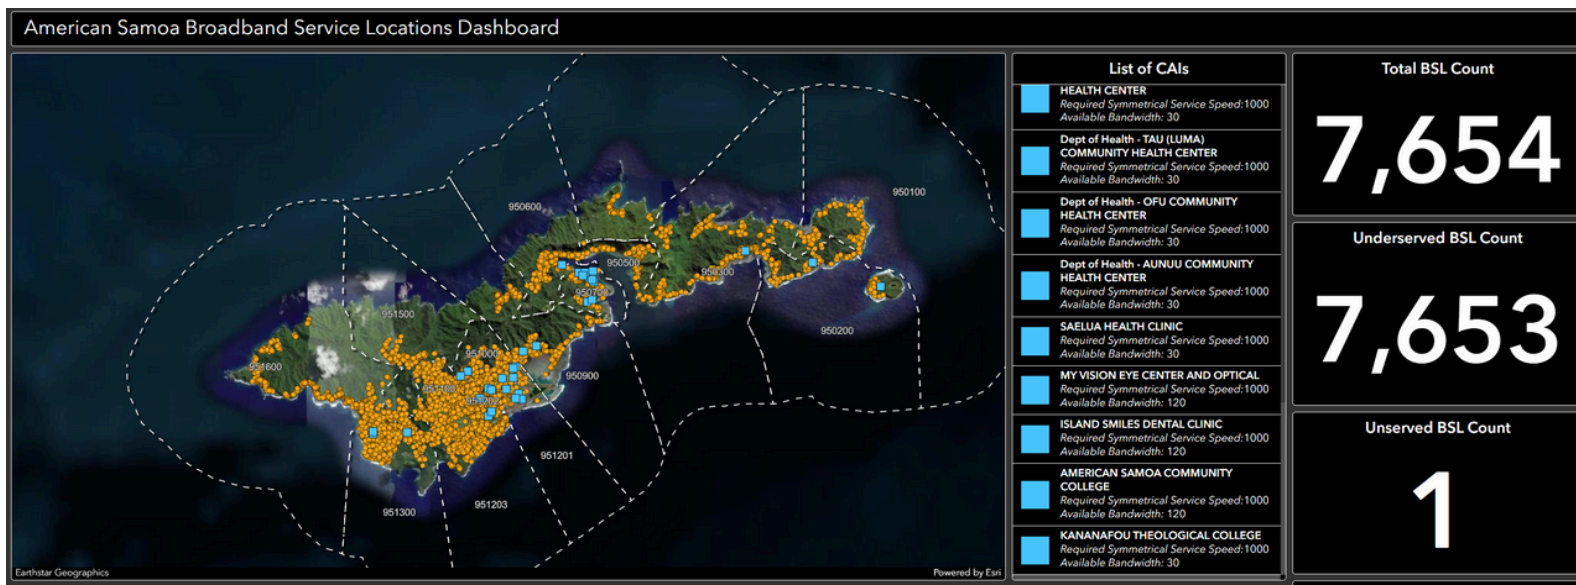 American Samoa Broadband Service Locations Dashboard
950100
950600
950500
950300
950200
951500
951000
951600
950900
951201
951203
951300
Earthstar Geographics
Powered by Esri
List of CAIs
HEALTH CENTER
Required Symmetrical Service Speed:1000
Available Bandwidth: 30
Dept of Health - TAU (LUMA)
COMMUNITY HEALTH CENTER
Required Symmetrical Service Speed:1000
Available Bandwidth: 30
Dept of Health - OFU COMMUNITY
HEALTH CENTER
Required Symmetrical Service Speed:1000
Available Bandwidth: 30
Dept of Health - AUNUU COMMUNITY
HEALTH CENTER
Required Symmetrical Service Speed:1000
Available Bandwidth: 30
SAELUA HEALTH CLINIC
Required Symmetrical Service Speed:1000
Available Bandwidth: 30
MY VISION EYE CENTER AND OPTICAL
Required Symmetrical Service Speed:1000
Available Bandwidth: 120
ISLAND SMILES DENTAL CLINIC
Required Symmetrical Service Speed:1000
Available Bandwidth: 120
AMERICAN SAMOA COMMUNITY
COLLEGE
Required Symmetrical Service Speed:1000
Available Bandwidth: 120
KANANAFOU THEOLOGICAL COLLEGE
Required Symmetrical Service Speed:1000
Available Bandwidth: 30
Total BSL Count
7,654
Underserved BSL Count
7,653
Unserved BSL Count
1